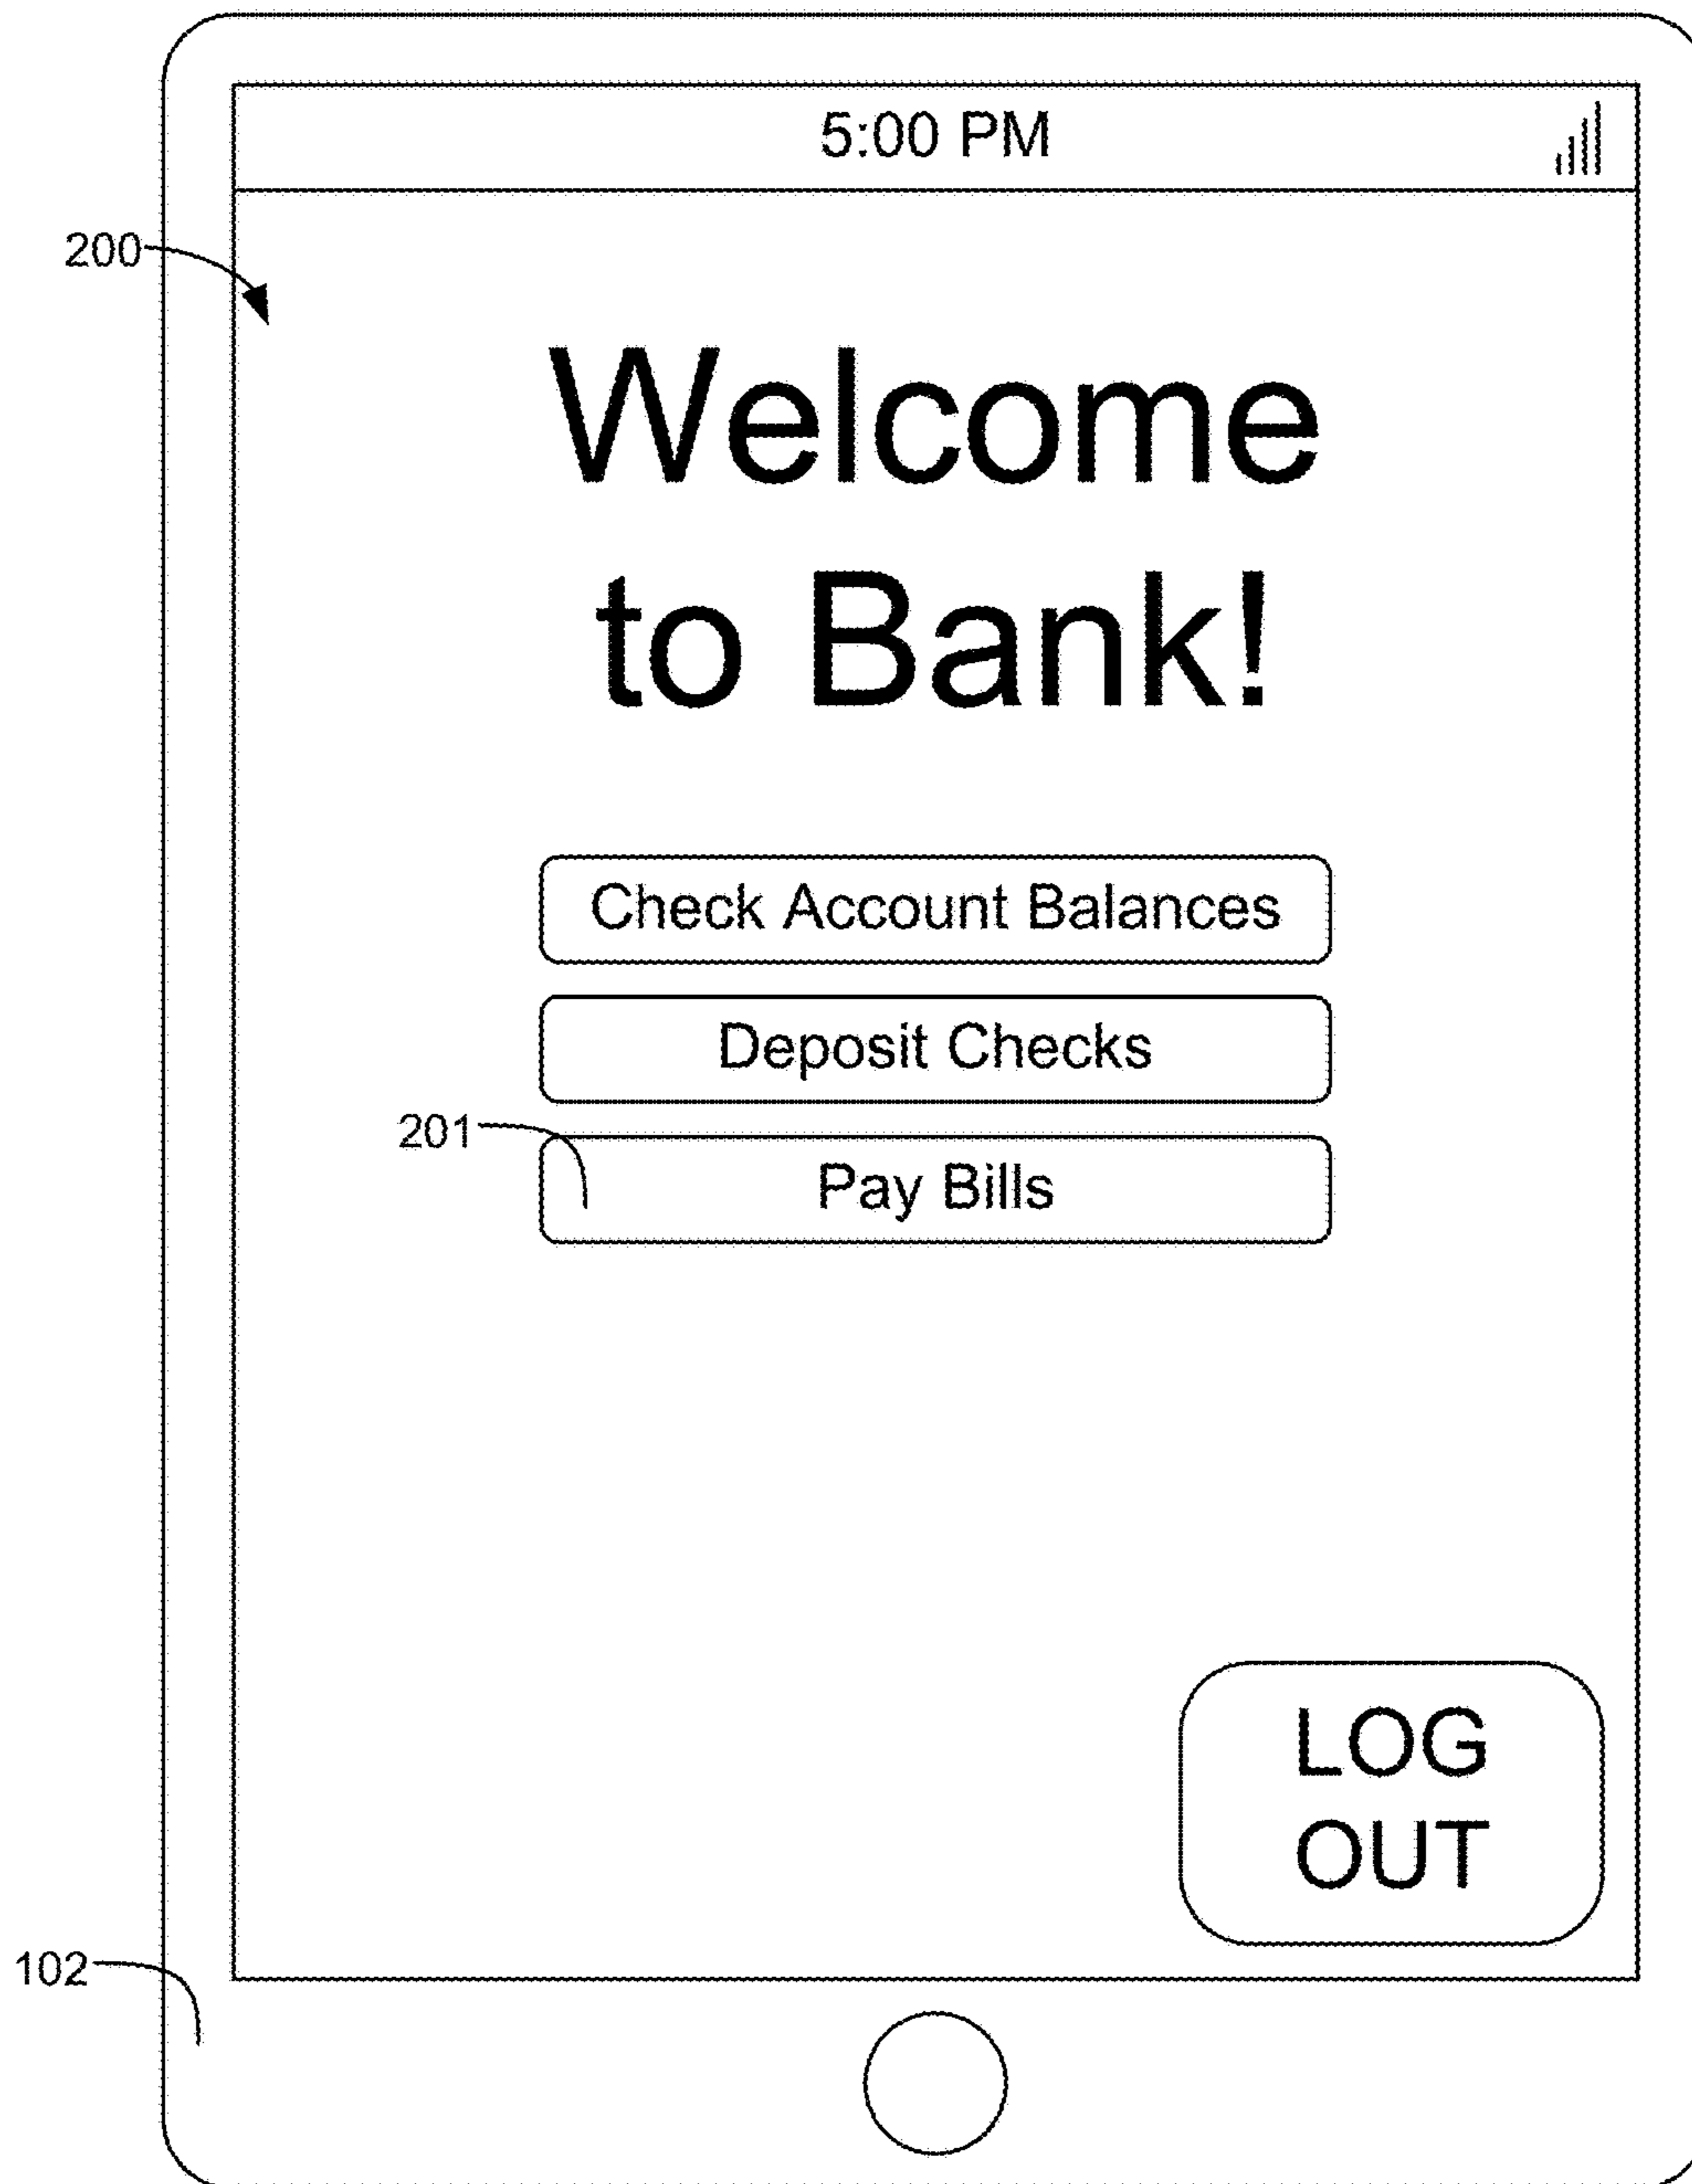 5:00 PM
200
Welcome
to Bank!
Check Account Balances
Deposit Checks
201
Pay Bills
LOG
OUT
102